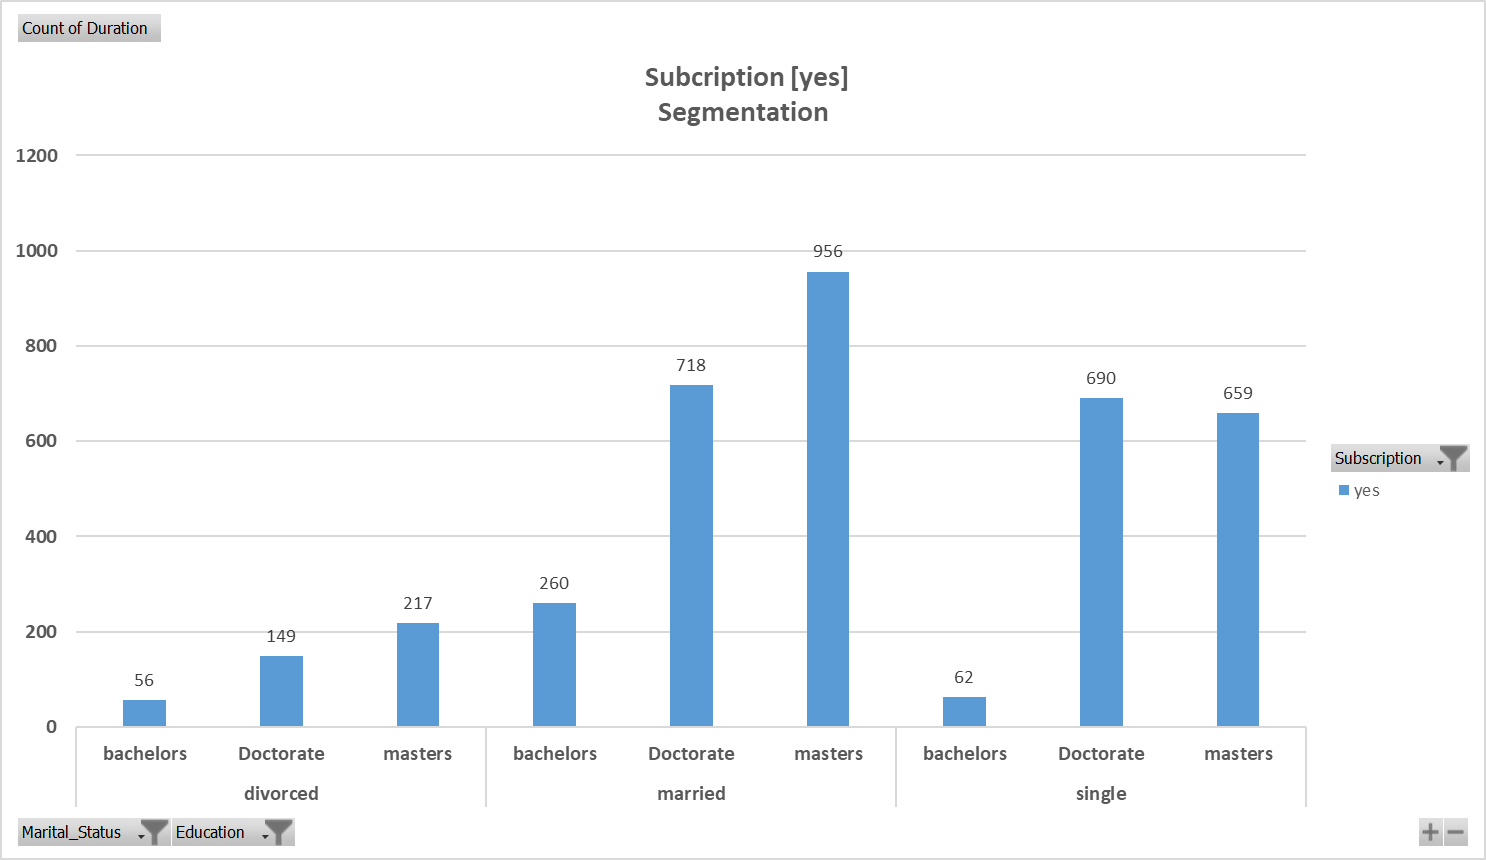 Count of Duration
Subcription [yes]
Segmentation
1200
1000
800
600
400
200
0
56
149
217
260
718
956
62
690
659
bachelors Doctorate masters bachelors Doctorate masters bachelors Doctorate masters
divorced married single
Subscription
yes
Marital_Status Education
+ −